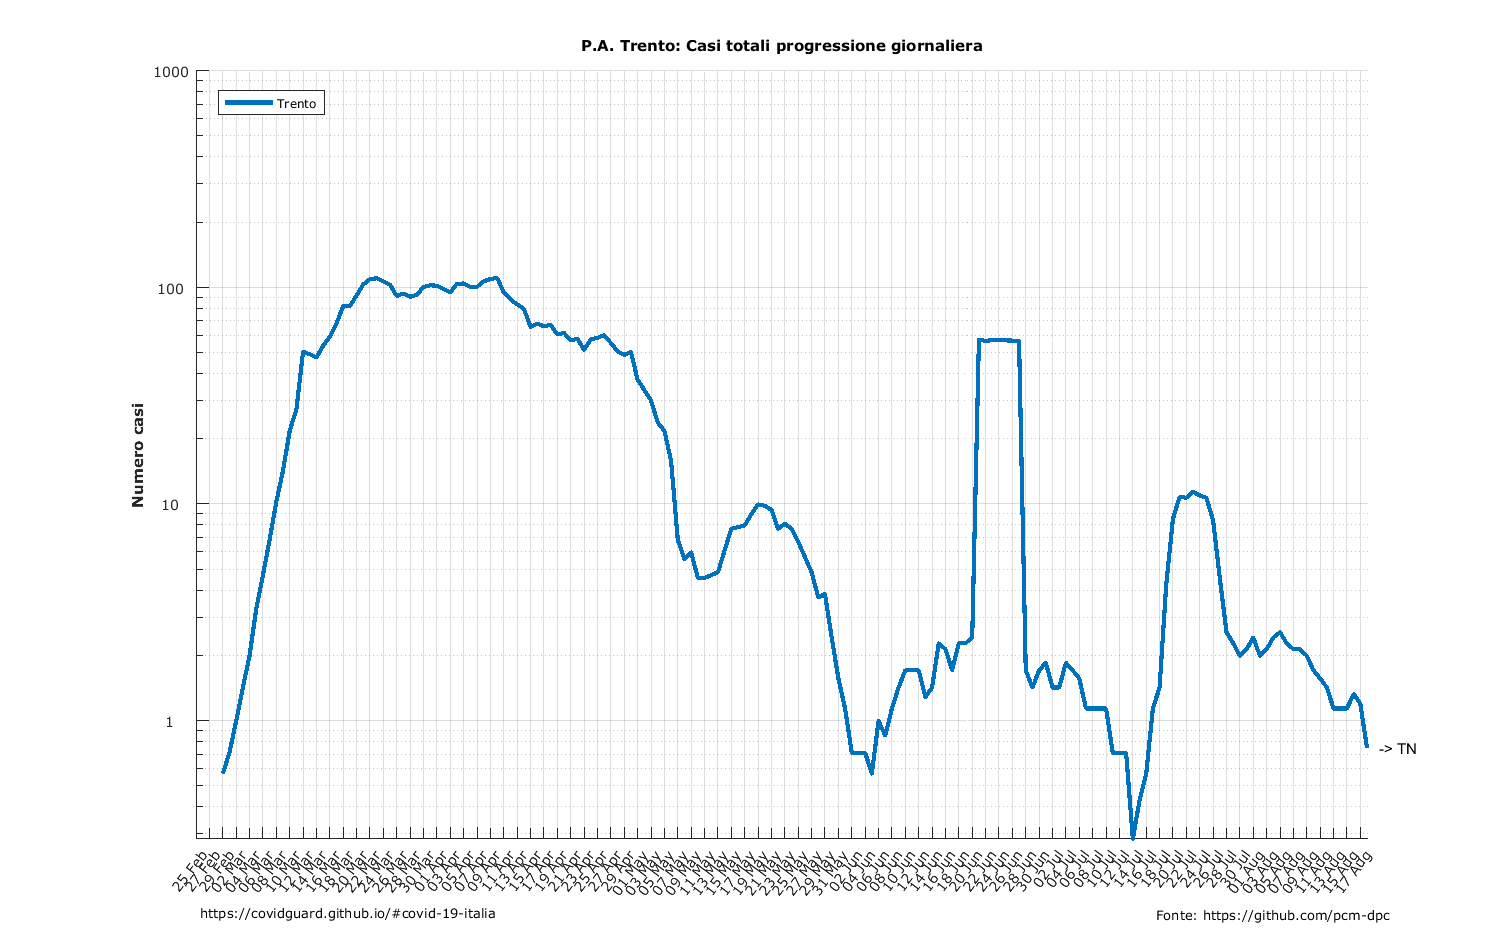 P.A. Trento: Casi totali progressione giornaliera
1000
Trento
100
Numero casi
10
1
-> TN
25 Feb
27 Feb
29 Feb
02 Mar
04 Mar
06 Mar
08 Mar
10 Mar
12 Mar
14 Mar
16 Mar
18 Mar
20 Mar
22 Mar
24 Mar
26 Mar
28 Mar
30 Mar
01 Apr
03 Apr
05 Apr
07 Apr
09 Apr
11 Apr
13 Apr
15 Apr
17 Apr
19 Apr
21 Apr
23 Apr
25 Apr
27 Apr
29 Apr
01 May
03 May
05 May
07 May
09 May
11 May
13 May
15 May
17 May
19 May
21 May
23 May
25 May
27 May
29 May
31 May
02 Jun
04 Jun
06 Jun
08 Jun
10 Jun
12 Jun
14 Jun
16 Jun
18 Jun
20 Jun
22 Jun
24 Jun
26 Jun
28 Jun
30 Jun
02 Jul
04 Jul
06 Jul
08 Jul
10 Jul
12 Jul
14 Jul
16 Jul
18 Jul
20 Jul
22 Jul
24 Jul
26 Jul
28 Jul
30 Jul
01 Aug
03 Aug
05 Aug
07 Aug
09 Aug
11 Aug
13 Aug
15 Aug
17 Aug
https://covidguard.github.io/#covid-19-italia
Fonte: https://github.com/pcm-dpc